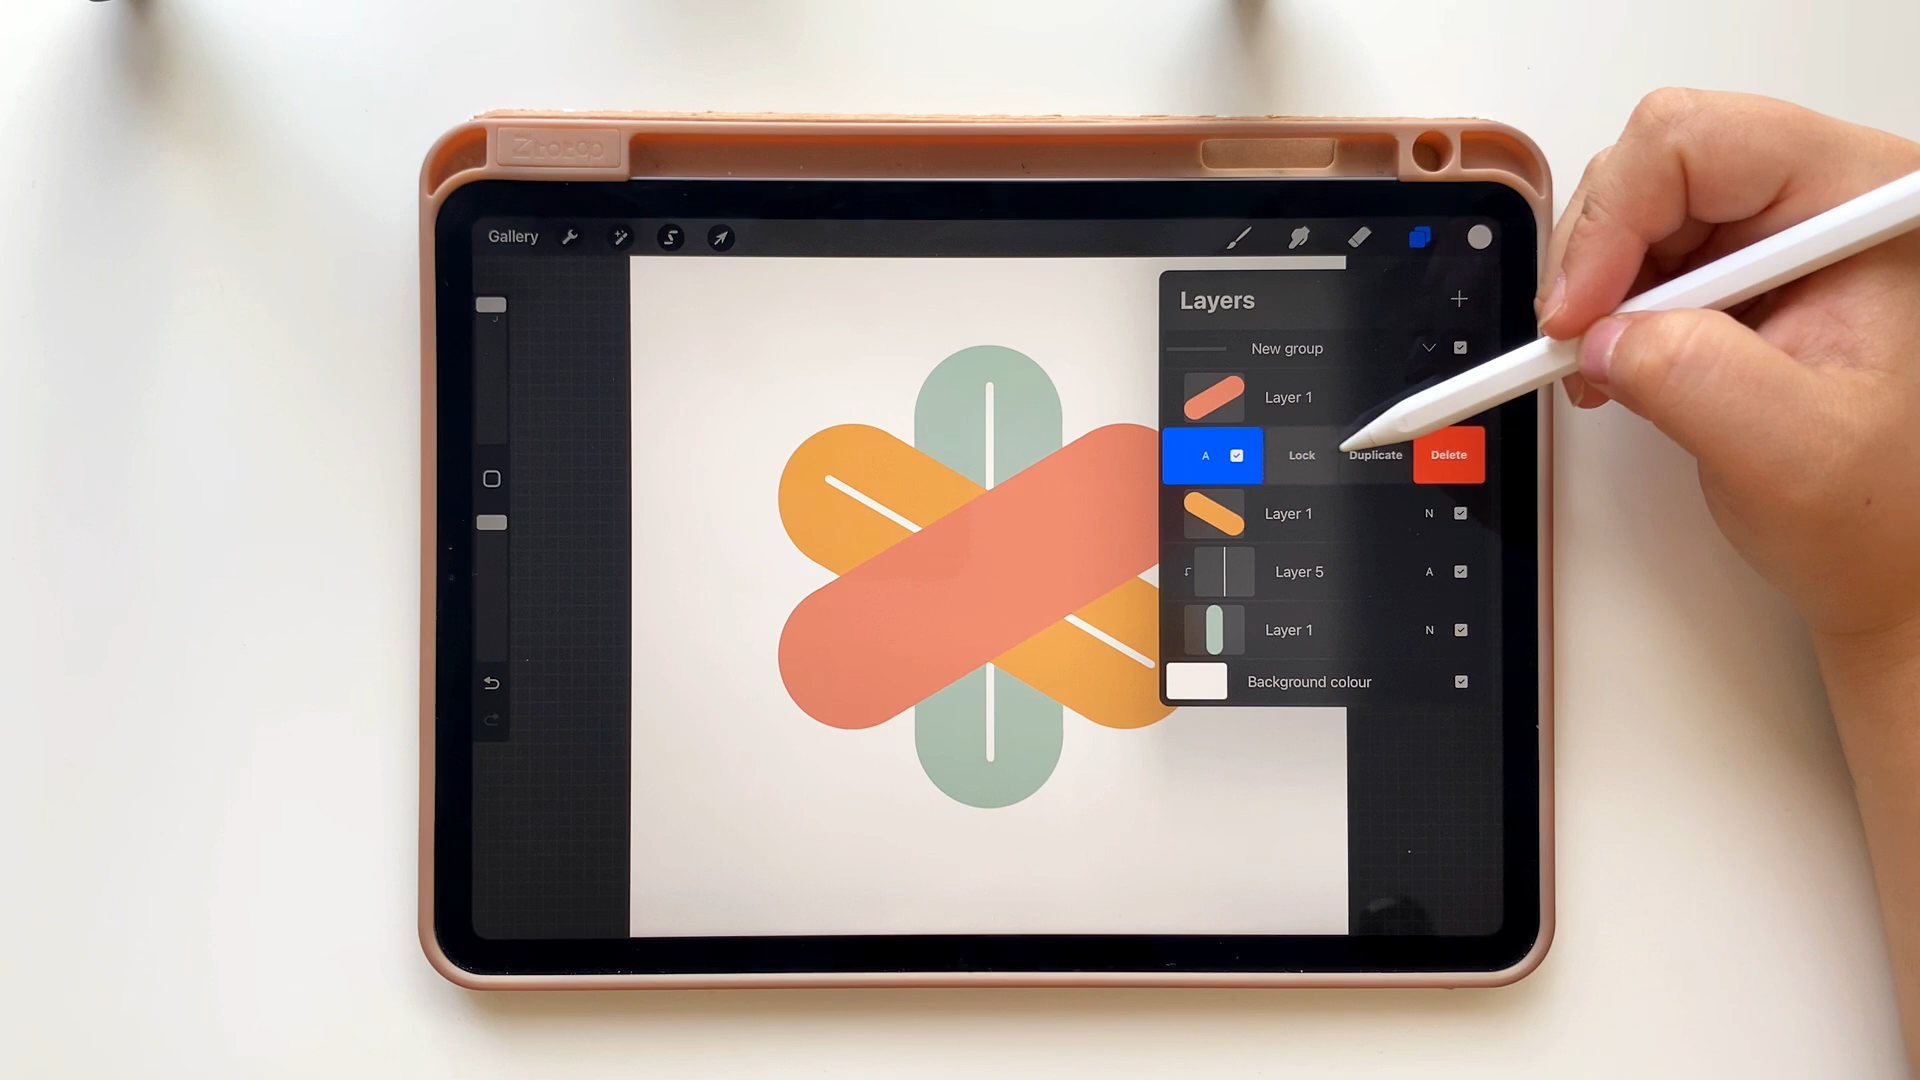 Gallery
Layers
New group
Layer 1
A Lock Duplicate Delete
Layer 1 N
Layer 5 A
Layer 1 N
Background colour